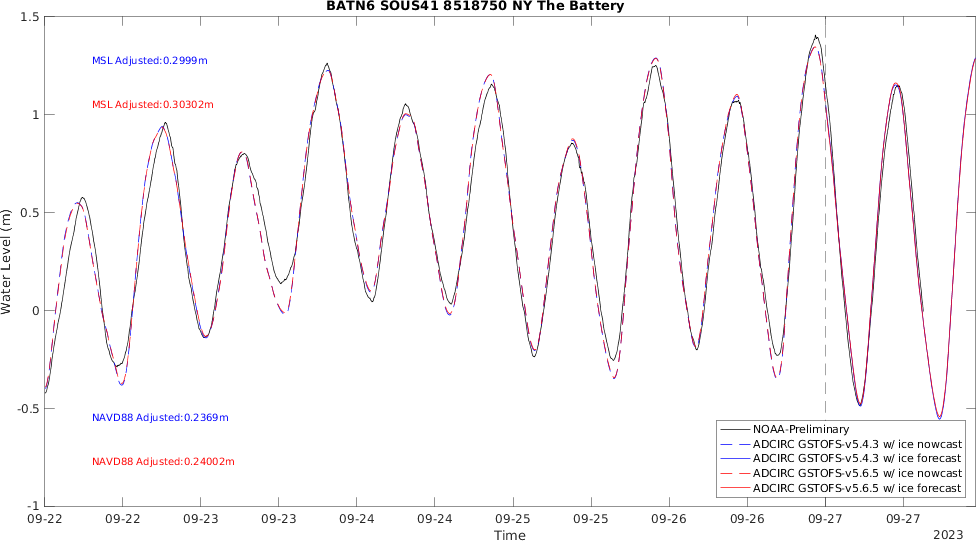 BATN6 SOUS41 8518750 NY The Battery
1.5
MSL Adjusted:0.2999m
MSL Adjusted:0.30302m
1
0.5
Water Level (m)
0
-0.5
NAVD88 Adjusted:0.2369m
NAVD88 Adjusted:0.24002m
NOAA-Preliminary
ADCIRC GSTOFS-v5.4.3 w/ ice nowcast
ADCIRC GSTOFS-v5.4.3 w/ ice forecast
ADCIRC GSTOFS-v5.6.5 w/ ice nowcast
ADCIRC GSTOFS-v5.6.5 w/ ice forecast
-1
09-22 09-22 09-23 09-23 09-24 09-24 09-25 09-25 09-26 09-26 09-27 09-27
Time
2023